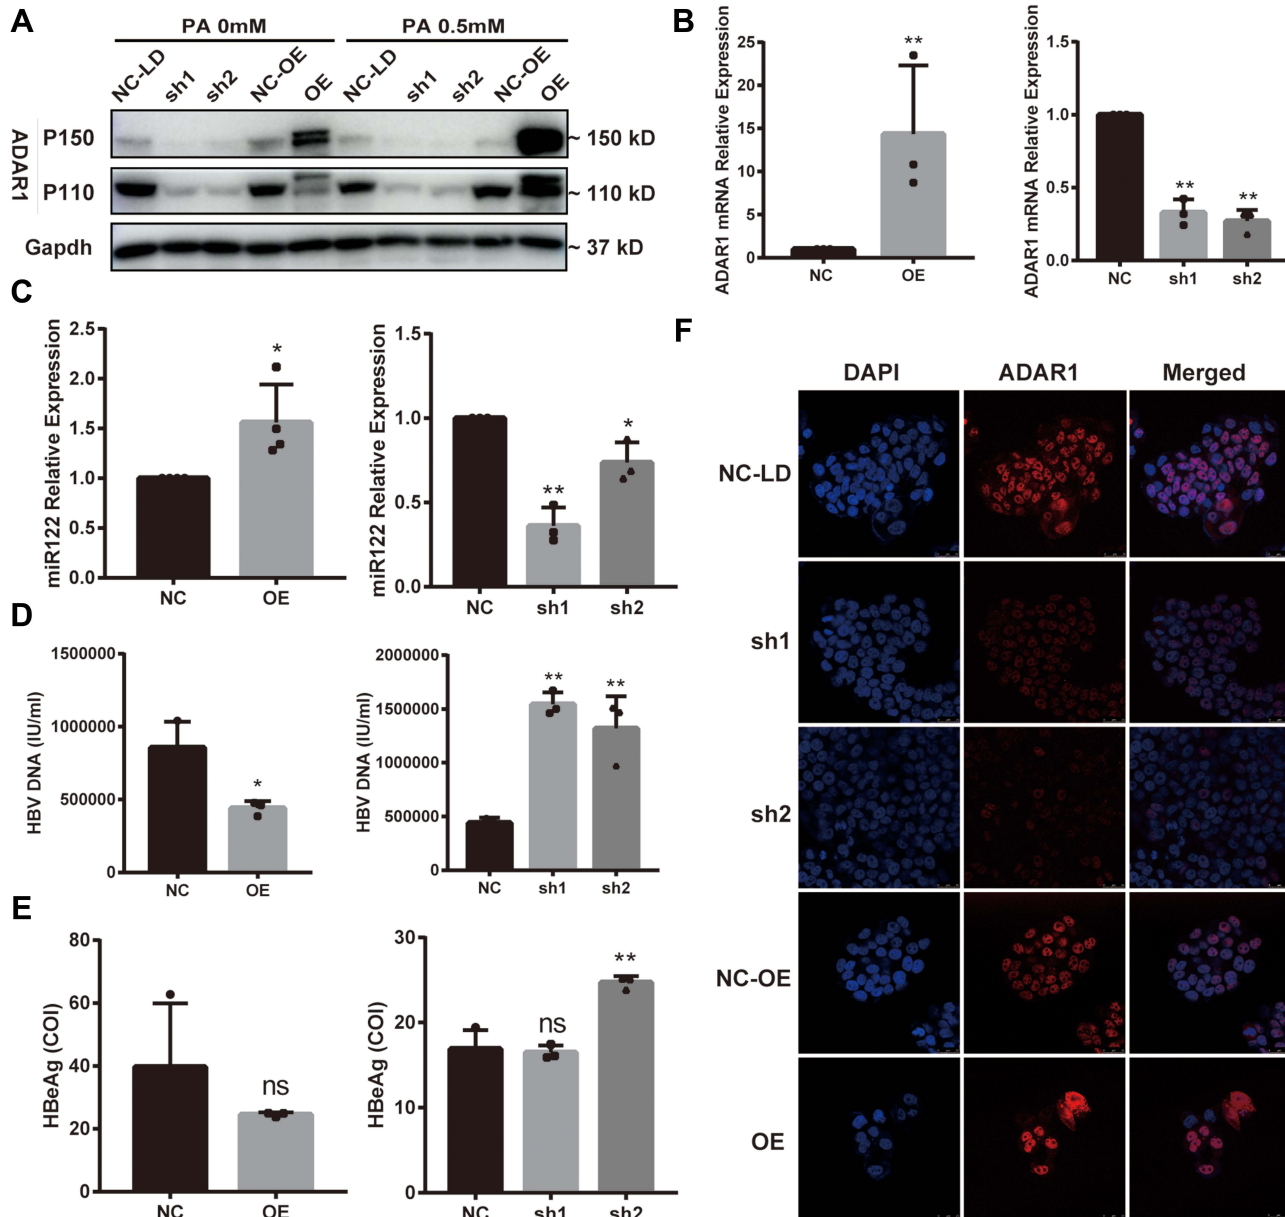 A
PA 0mM
PA 0.5mM
NC-LD
sh1
sh2
NC-OE
OE
NC-LD
sh1
sh2
NC-OE
OE
ADAR1
P150
~ 150 kD
P110
~ 110 kD
Gapdh
~ 37 kD
B
ADAR1 mRNA Relative Expression
25
20
15
10
5
0
**
NC
OE
ADAR1 mRNA Relative Expression
1.5
1.0
0.5
0.0
**
**
NC
sh1
sh2
C
miR122 Relative Expression
2.5
2.0
1.5
1.0
0.5
0.0
*
NC
OE
miR122 Relative Expression
1.5
1.0
0.5
0.0
**
*
NC
sh1
sh2
D
HBV DNA (IU/ml)
1500000
1000000
500000
0
*
NC
OE
HBV DNA (IU/ml)
2000000
1500000
1000000
500000
0
**
**
NC
sh1
sh2
E
HBeAg (COI)
80
60
40
20
0
ns
NC
OE
HBeAg (COI)
30
20
10
0
ns
**
NC
sh1
sh2
F
DAPI
ADAR1
Merged
NC-LD
sh1
sh2
NC-OE
OE